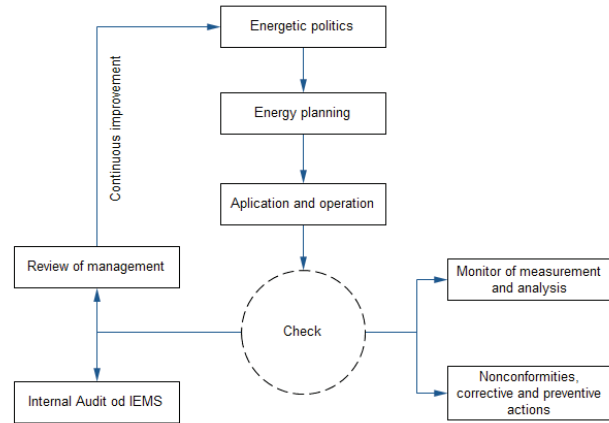 Energetic politics
Continuous improvement
Energy planning
Aplication and operation
Review of management
Monitor of measurement
and analysis
Check
Internal Audit od IEMS
Nonconformities,
corrective and preventive
actions